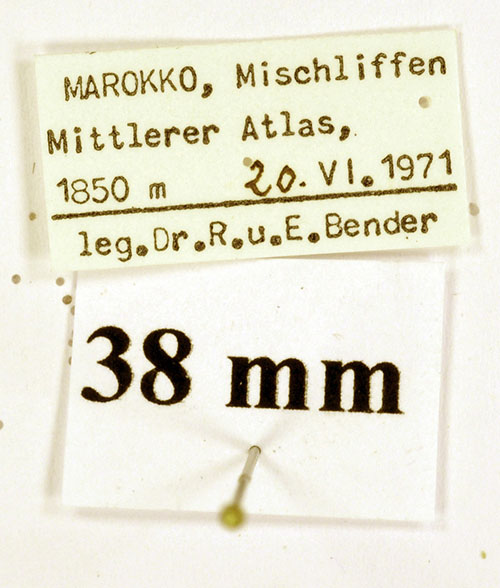 MAROKKO, Mischliffen
Mittlerer Atlas,
1850 m 20. VI. 1971
leg.Dr.R.u.E.Bender
38 mm